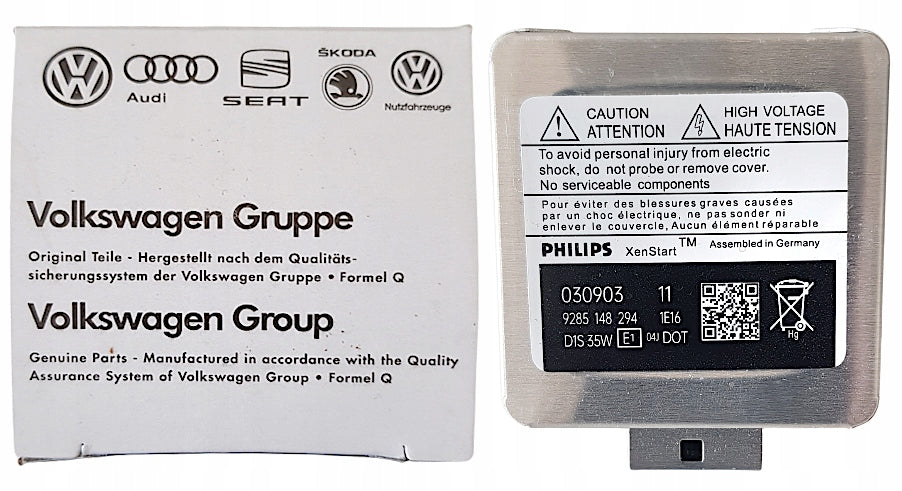 Audi
SEAT
ŠKODA
Nutzfahrzeuge
Volkswagen Gruppe
Original Teile - Hergestellt nach dem Qualitäts-
sicherungssystem der Volkswagen Gruppe • Formel Q
Volkswagen Group
Genuine Parts - Manufactured in accordance with the Quality
Assurance System of Volkswagen Group • Formel Q
CAUTION
ATTENTION
HIGH VOLTAGE
HAUTE TENSION
To avoid personal injury from electric
shock, do not probe or remove cover.
No serviceable components
Pour éviter des blessures graves causées
par un choc électrique, ne pas sonder ni
enlever le couvercle, Aucun élément réparable
PHILIPS XenStart™ Assembled in Germany
030903 11
9285 148 294 1E16
D1S 35W E1 04J DOT
Hg